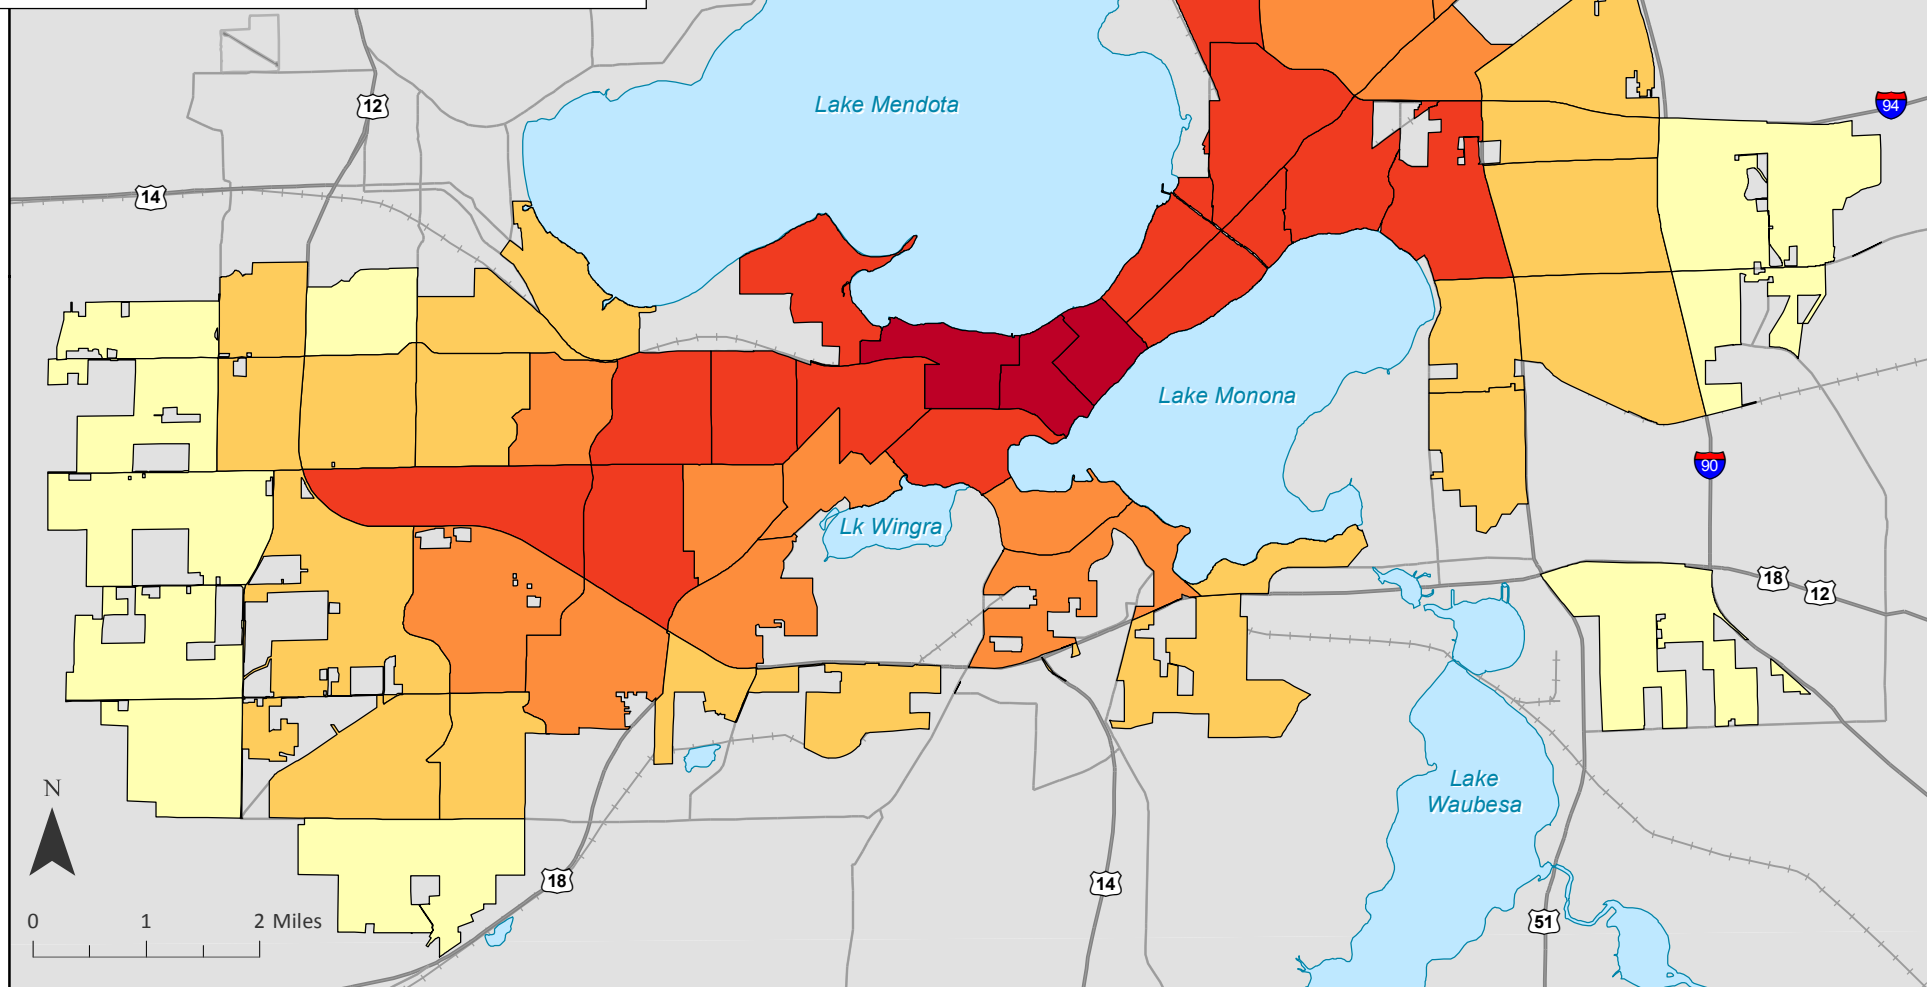 Lake Mendota
12
94
14
Lake Monona
90
Lk Wingra
18
12
N
Lake
Waubesa
18
14
0
1
2 Miles
51